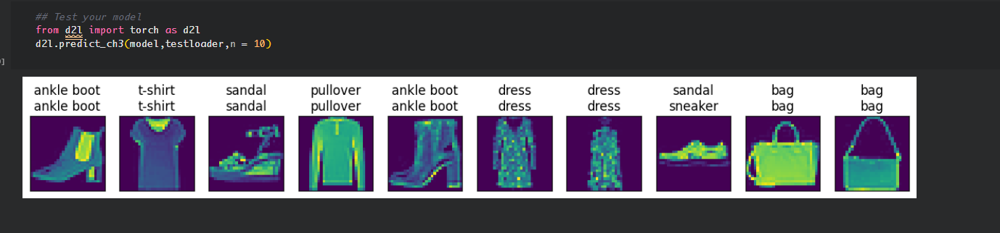 ## Test your model
from d2l import torch as d2l
d2l.predict_ch3(model,testloader,n = 10)
]
ankle boot t-shirt sandal pullover ankle boot dress dress sandal bag bag
ankle boot t-shirt sandal pullover ankle boot dress dress sneaker bag bag